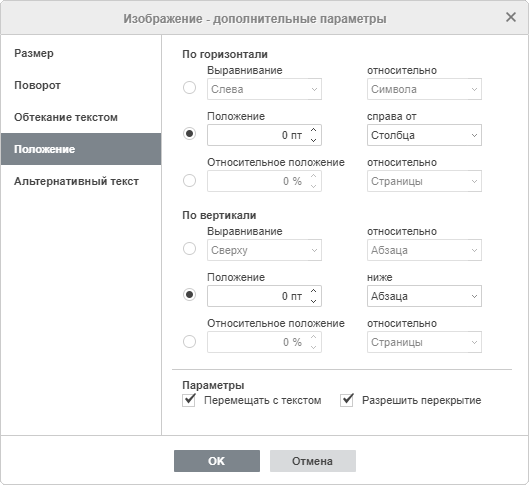 Изображение - дополнительные параметры
Размер
Поворот
Обтекание текстом
Положение
Альтернативный текст
По горизонтали
Выравнивание относительно
Слева Символа
Положение справа от
0 пт Столбца
Относительное положение относительно
0 % Страницы
По вертикали
Выравнивание относительно
Сверху Абзаца
Положение ниже
0 пт Абзаца
Относительное положение относительно
0 % Страницы
Параметры
Перемещать с текстом Разрешить перекрытие
OK Отмена